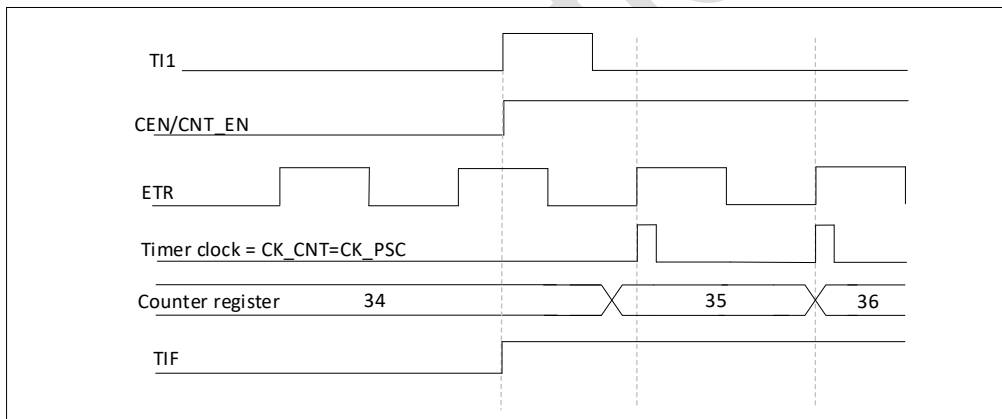 TI1
CEN/CNT_EN
ETR
Timer clock = CK_CNT=CK_PSC
Counter register 34 35 36
TIF